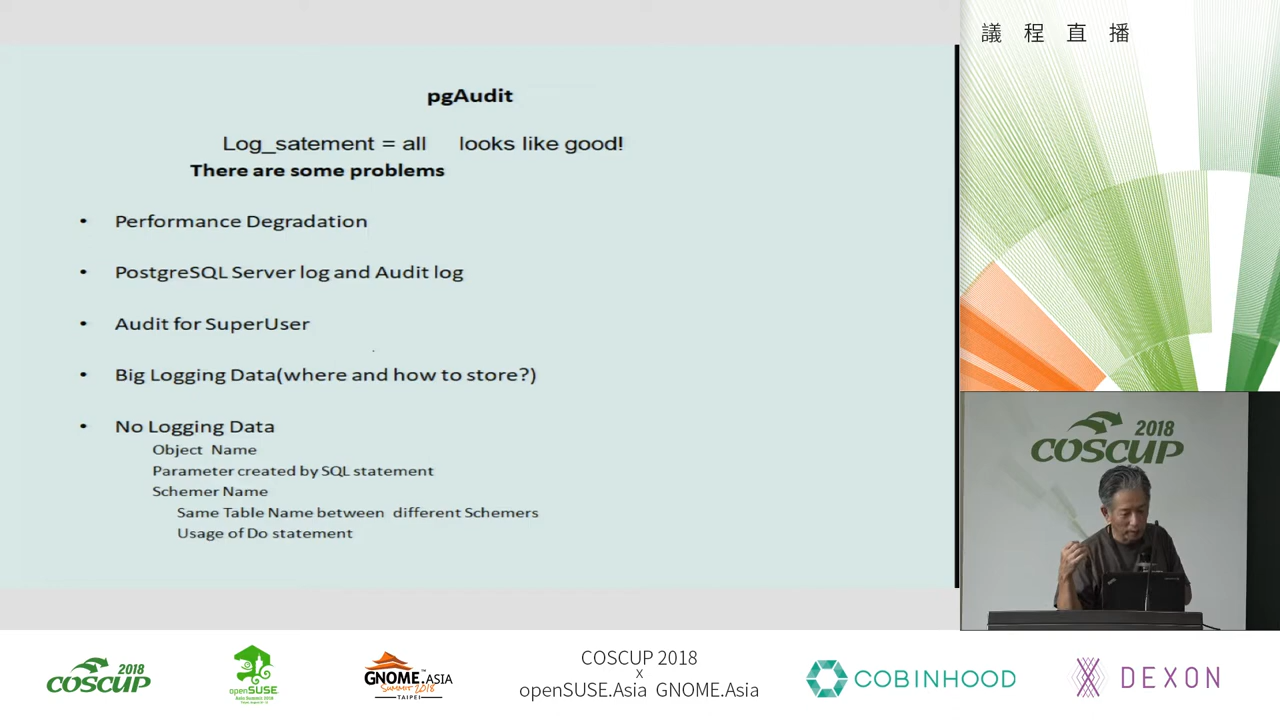 議 程 直 播
pgAudit
Log_satement = all looks like good!
There are some problems
• Performance Degradation
• PostgreSQL Server log and Audit log
• Audit for SuperUser
• Big Logging Data(where and how to store?)
• No Logging Data
Object Name
Parameter created by SQL statement
Schemer Name
Same Table Name between different Schemers
Usage of Do statement
2018
COSCUP
2018
COSCUP
openSUSE
Asia Summit 2018
GNOME.ASIA
Summit 2018
TAIPEI
COSCUP 2018
x
openSUSE.Asia GNOME.Asia
COBINHOOD
DEXON